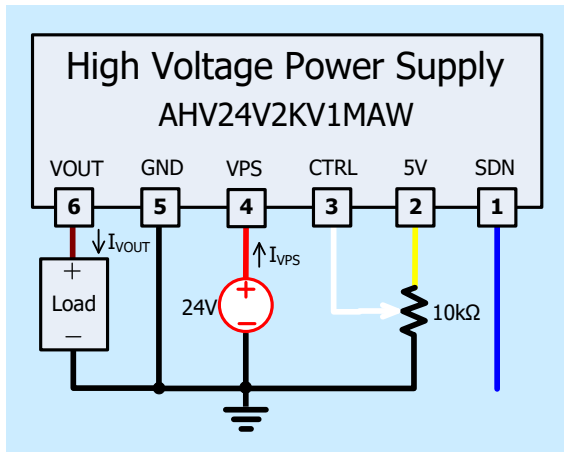 High Voltage Power Supply
AHV24V2KV1MAW
VOUT GND VPS CTRL 5V SDN
6 5 4 3 2 1
IVOUT IVPS
+
Load
−
24V
+
−
10kΩ